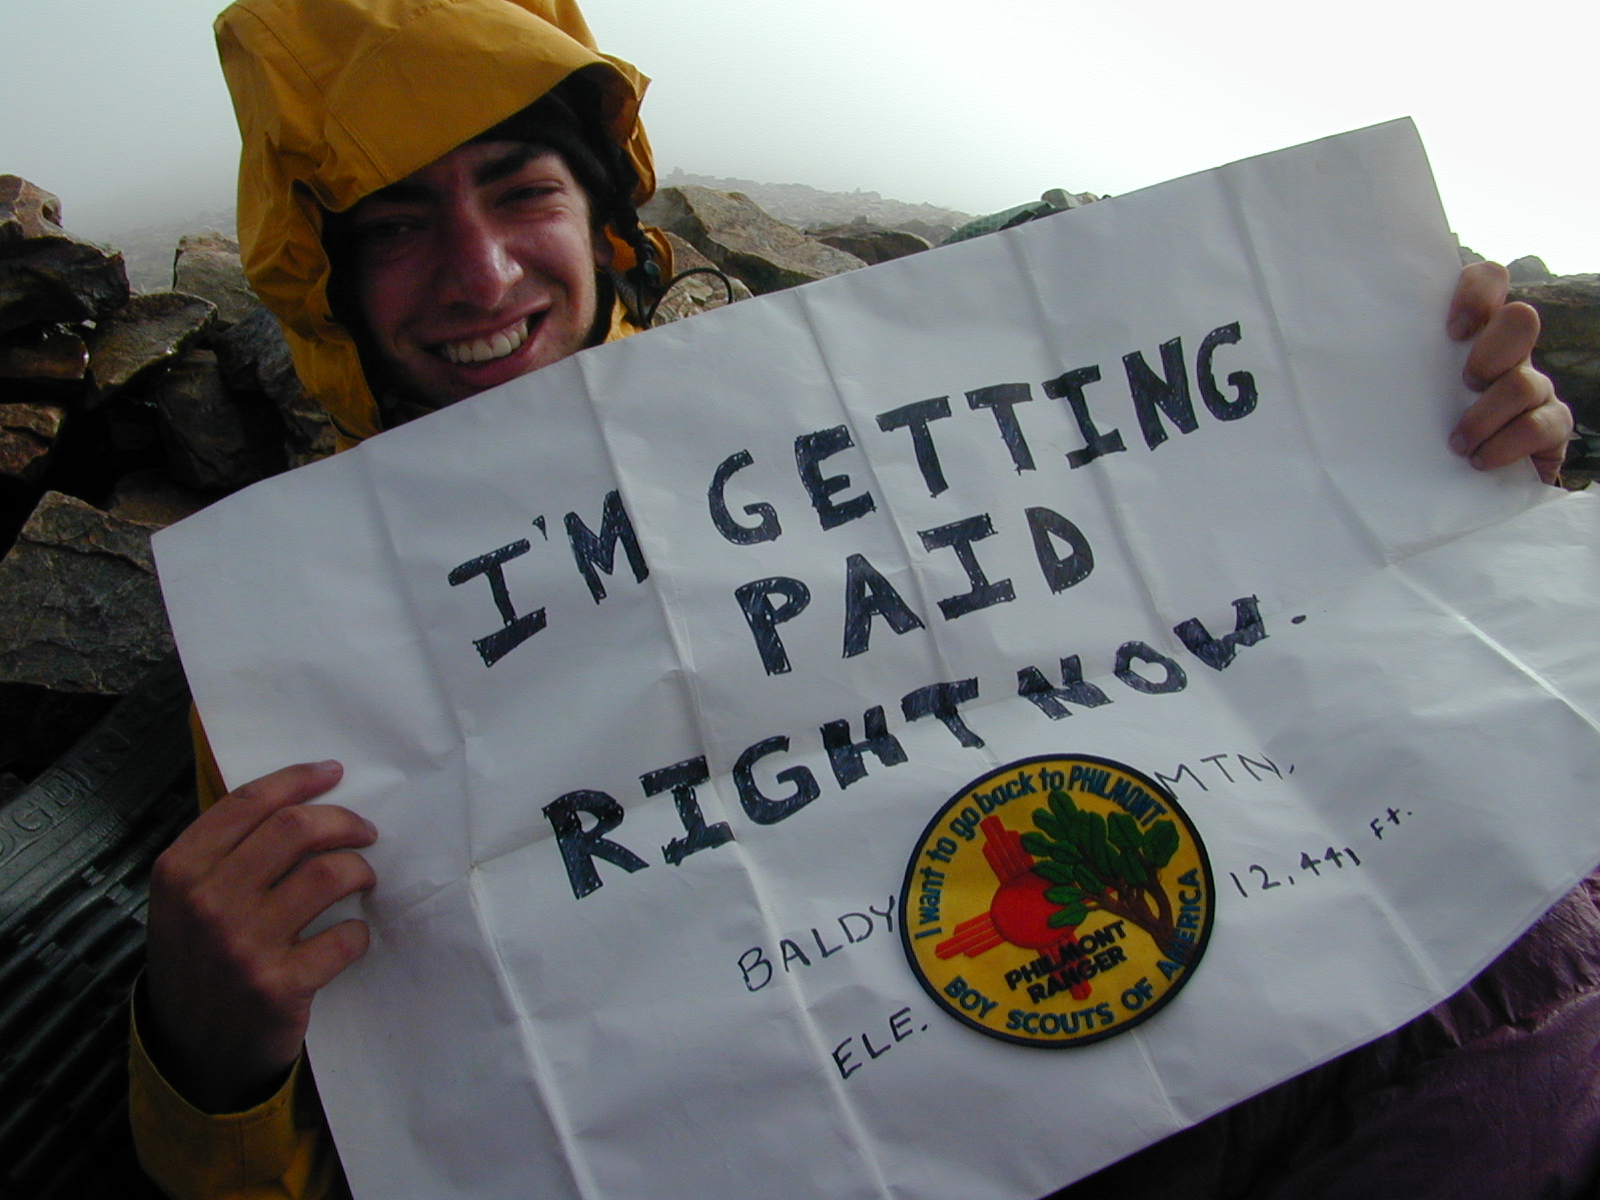 I'M GETTING
PAID
RIGHT NOW.
BALDY MTN.
ELE. 12,441 Ft.
I want to go back to PHILMONT
PHILMONT
RANGER
BOY SCOUTS OF AMERICA
RIDGEREST